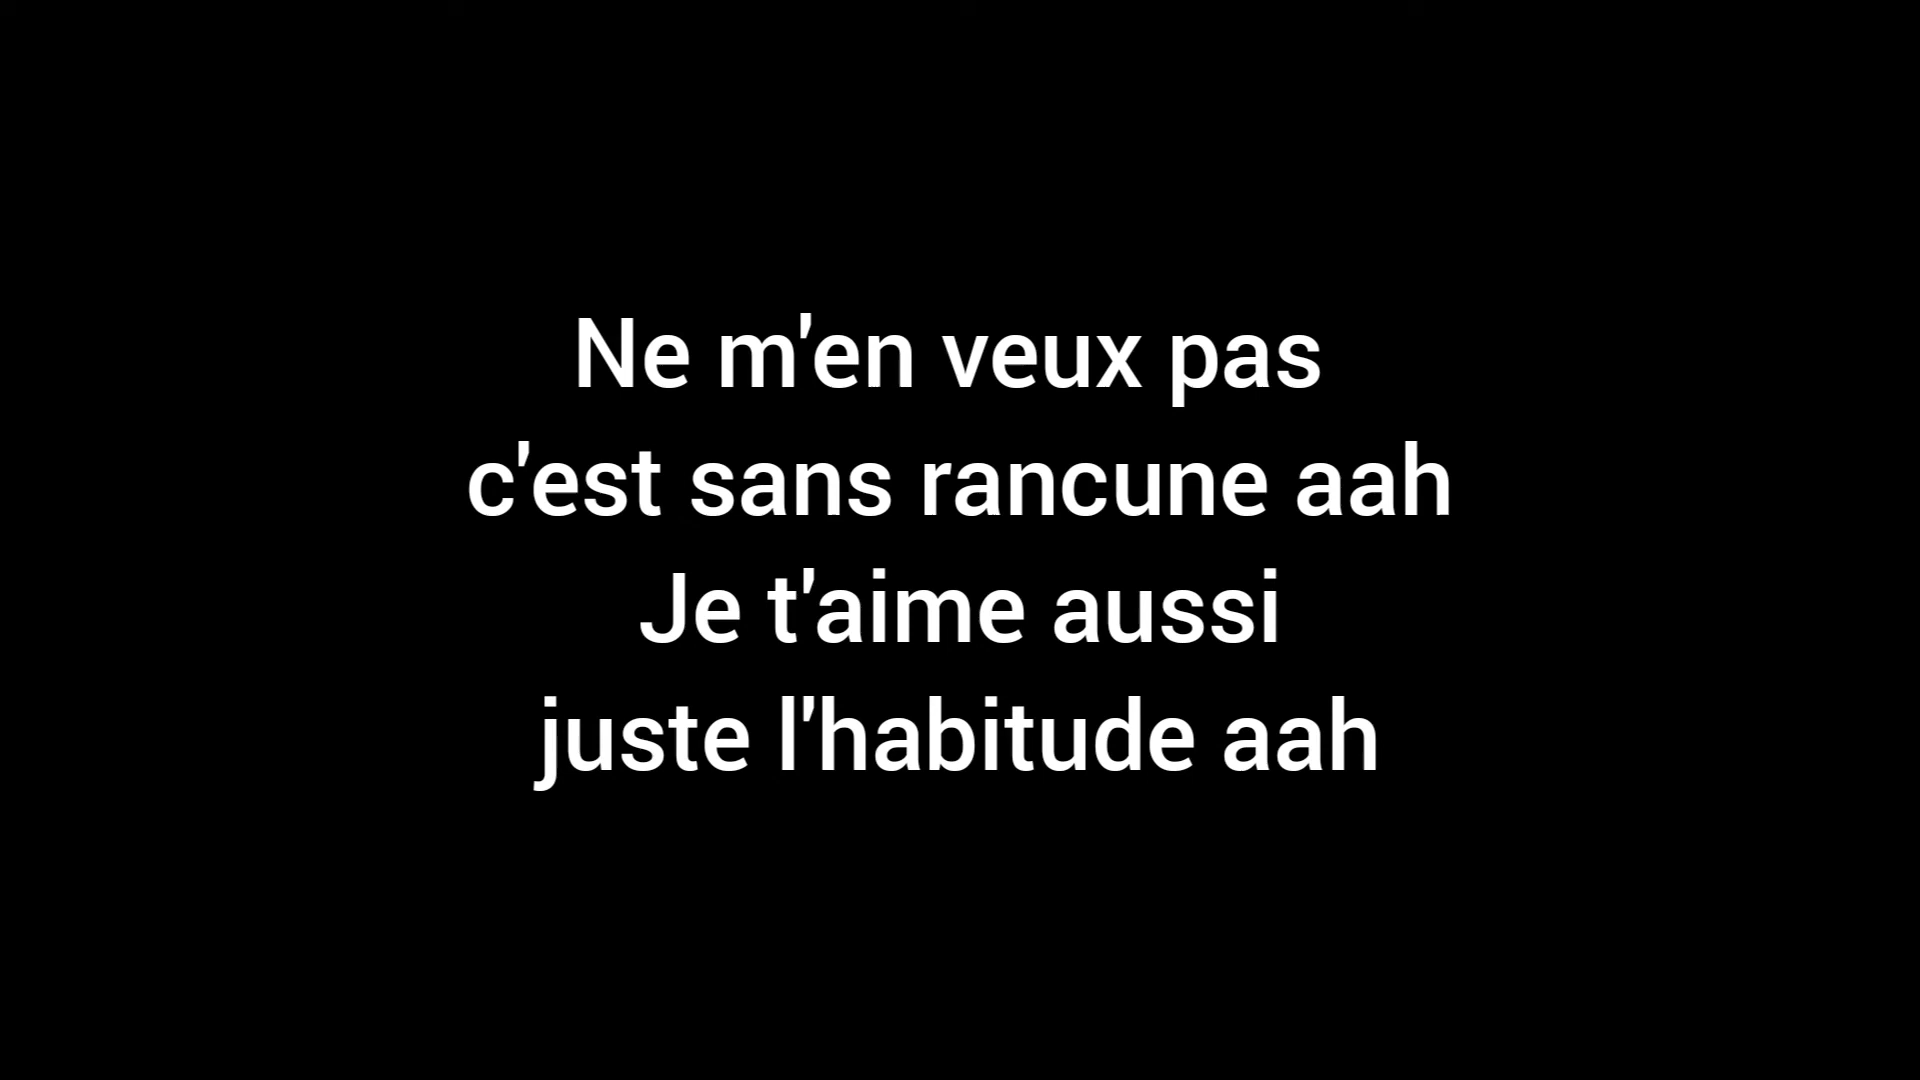 Ne m'en veux pas
c'est sans rancune aah
Je t'aime aussi
juste l'habitude aah